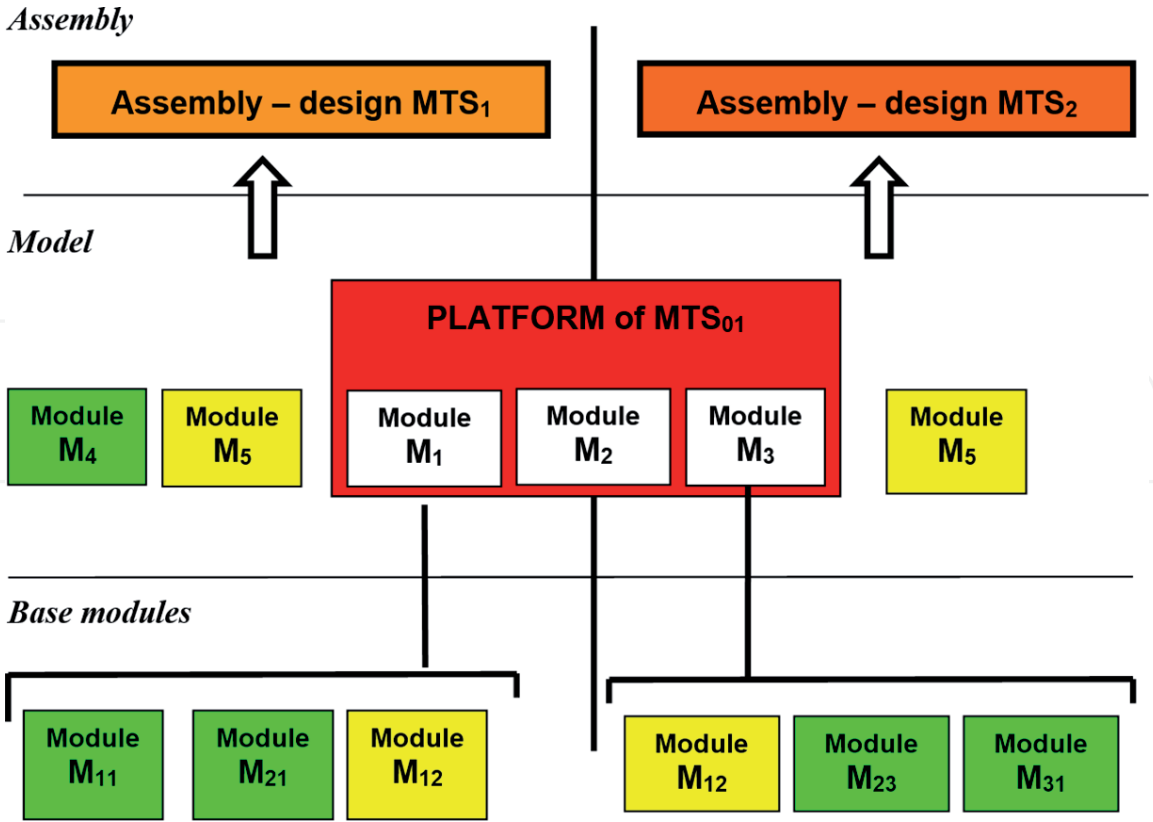 Assembly
Assembly – design MTS₁
Assembly – design MTS₂
Model
PLATFORM of MTS₀₁
Module
M₄
Module
M₅
Module
M₁
Module
M₂
Module
M₃
Module
M₅
Base modules
Module
M₁₁
Module
M₂₁
Module
M₁₂
Module
M₁₂
Module
M₂₃
Module
M₃₁